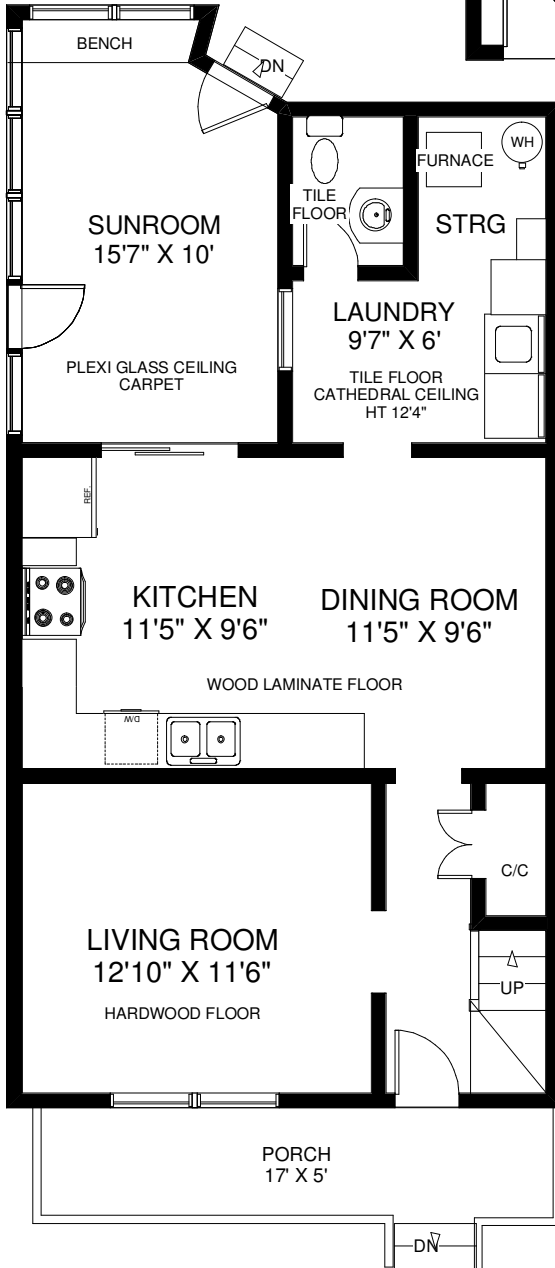 BENCH
DN
WH
FURNACE
TILE
FLOOR
STRG
SUNROOM
15'7" X 10'
LAUNDRY
9'7" X 6'
PLEXI GLASS CEILING
CARPET
TILE FLOOR
CATHEDRAL CEILING
HT 12'4"
REF.
KITCHEN
11'5" X 9'6"
DINING ROOM
11'5" X 9'6"
WOOD LAMINATE FLOOR
D/W
C/C
LIVING ROOM
12'10" X 11'6"
HARDWOOD FLOOR
UP
PORCH
17' X 5'
DN